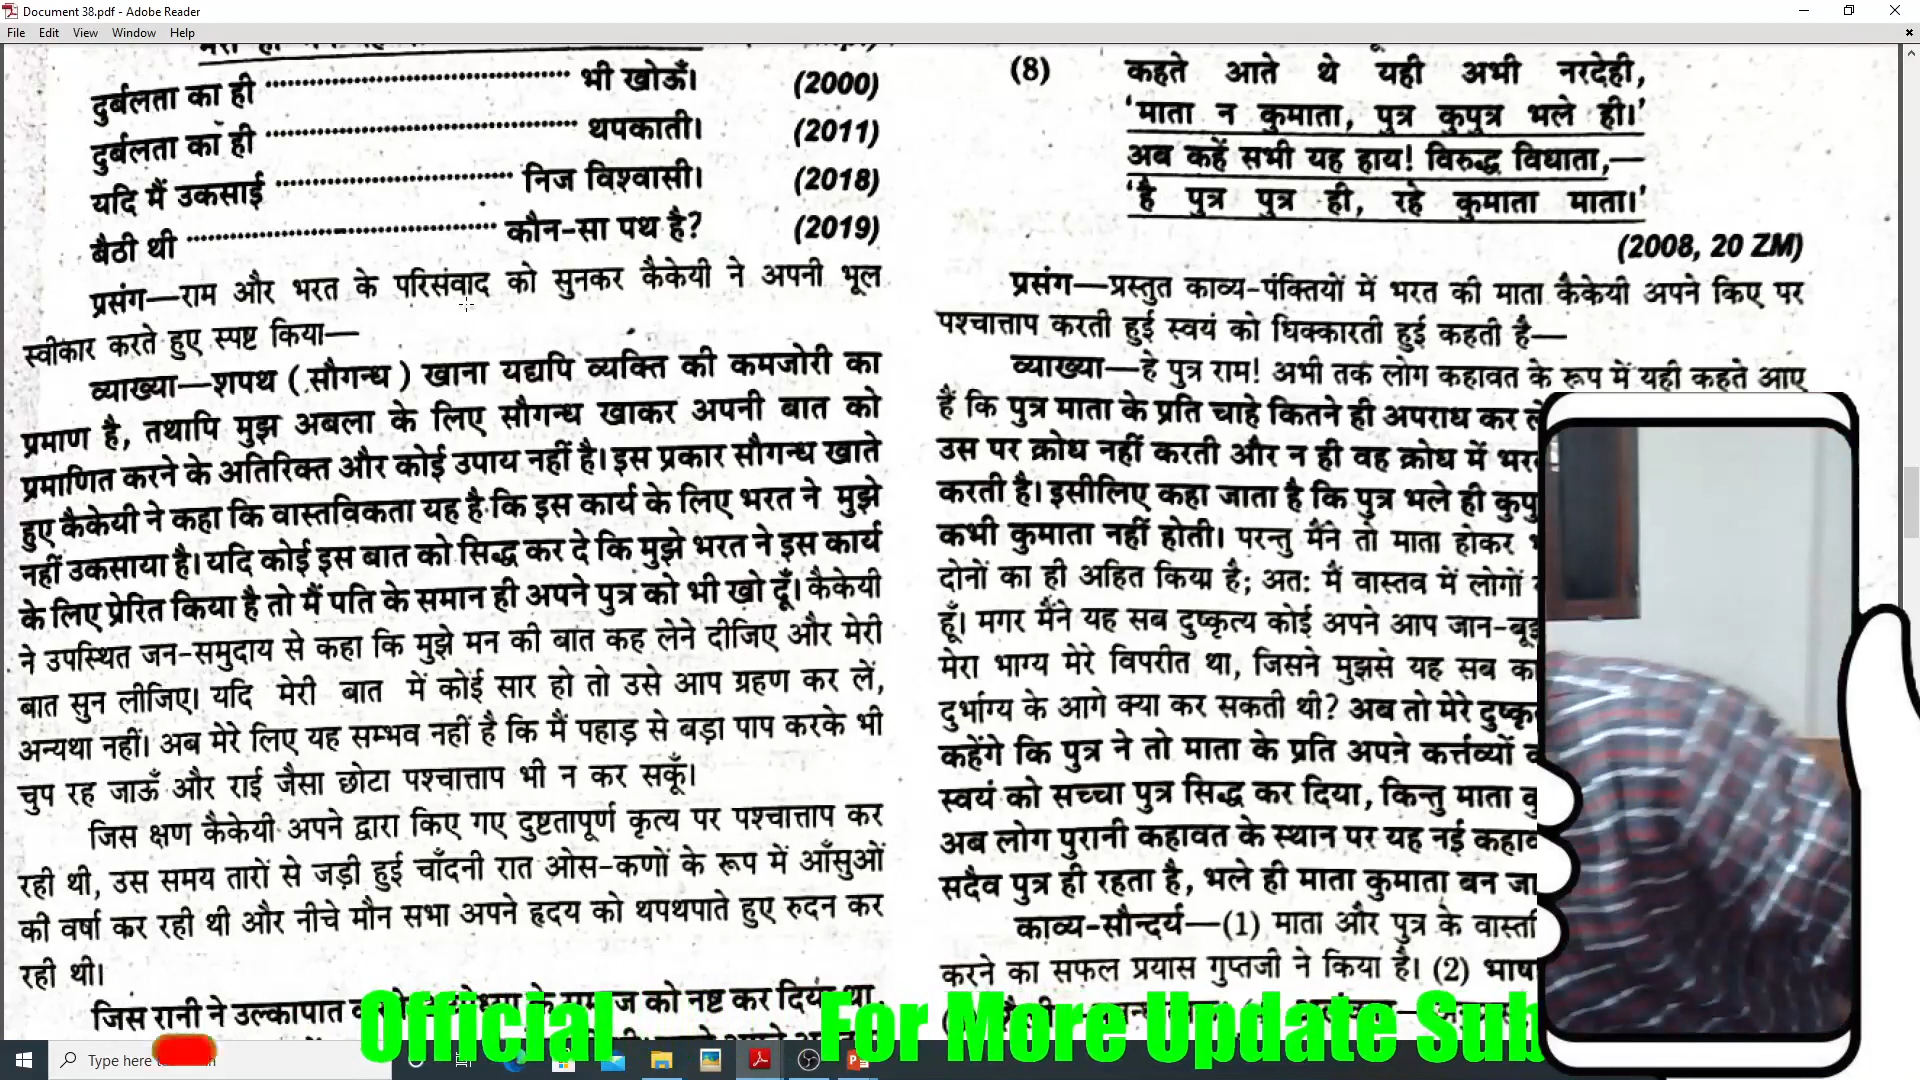 Document 38.pdf - Adobe Reader
File Edit View Window Help
दुर्बलता का ही ........ भी खोऊँ। (2000)
दुर्बलता का ही ........ थपकाती। (2011)
यदि मैं उकसाई ........ निज विश्वासी। (2018)
बैठी थी ........ कौन-सा पथ है? (2019)
प्रसंग—राम और भरत के परिसंवाद को सुनकर कैकेयी ने अपनी भूल
स्वीकार करते हुए स्पष्ट किया—
व्याख्या—शपथ (सौगन्ध) खाना यद्यपि व्यक्ति की कमजोरी का
प्रमाण है, तथापि मुझ अबला के लिए सौगन्ध खाकर अपनी बात को
प्रमाणित करने के अतिरिक्त और कोई उपाय नहीं है। इस प्रकार सौगन्ध खाते
हुए कैकेयी ने कहा कि वास्तविकता यह है कि इस कार्य के लिए भरत ने मुझे
नहीं उकसाया है। यदि कोई इस बात को सिद्ध कर दे कि मुझे भरत ने इस कार्य
के लिए प्रेरित किया है तो मैं पति के समान ही अपने पुत्र को भी खो दूँ। कैकेयी
ने उपस्थित जन-समुदाय से कहा कि मुझे मन की बात कह लेने दीजिए और मेरी
बात सुन लीजिए। यदि मेरी बात में कोई सार हो तो उसे आप ग्रहण कर लें,
अन्यथा नहीं। अब मेरे लिए यह सम्भव नहीं है कि मैं पहाड़ से बड़ा पाप करके भी
चुप रह जाऊँ और राई जैसा छोटा पश्चात्ताप भी न कर सकूँ।
जिस क्षण कैकेयी अपने द्वारा किए गए दुष्टतापूर्ण कृत्य पर पश्चात्ताप कर
रही थी, उस समय तारों से जड़ी हुई चाँदनी रात ओस-कणों के रूप में आँसुओं
की वर्षा कर रही थी और नीचे मौन सभा अपने हृदय को थपथपाते हुए रुदन कर
रही थी।
जिस रानी ने उल्कापात को नष्ट कर दिया था,
(8) कहते आते थे यही अभी नरदेही,
'माता न कुमाता, पुत्र कुपुत्र भले ही।'
अब कहें सभी यह हाय! विरुद्ध विधाता,—
'है पुत्र पुत्र ही, रहे कुमाता माता।'
(2008, 20 ZM)
प्रसंग—प्रस्तुत काव्य-पंक्तियों में भरत की माता कैकेयी अपने किए पर
पश्चात्ताप करती हुई स्वयं को धिक्कारती हुई कहती है—
व्याख्या—हे पुत्र राम! अभी तक लोग कहावत के रूप में यही कहते आए
हैं कि पुत्र माता के प्रति चाहे कितने ही अपराध कर
उस पर क्रोध नहीं करती और न ही वह क्रोध में
करती है। इसीलिए कहा जाता है कि पुत्र भले ही
कभी कुमाता नहीं होती। परन्तु मैंने तो माता होकर
दोनों का ही अहित किया है; अतः मैं वास्तव में लोगों
हूँ। मगर मैंने यह सब दुष्कृत्य कोई अपने आप
मेरा भाग्य मेरे विपरीत था, जिसने मुझसे यह सब
दुर्भाग्य के आगे क्या कर सकती थी? अब तो मेरे
कहेंगे कि पुत्र ने तो माता के प्रति अपने कर्त्तव्यों
स्वयं को सच्चा पुत्र सिद्ध कर दिया, किन्तु माता
अब लोग पुरानी कहावत के स्थान पर यह नई
सदैव पुत्र ही रहता है, भले ही माता कुमाता बन
काव्य-सौन्दर्य—(1) माता और पुत्र के
करने का सफल प्रयास गुप्तजी ने किया है। (2)
Official For More Update
Type here